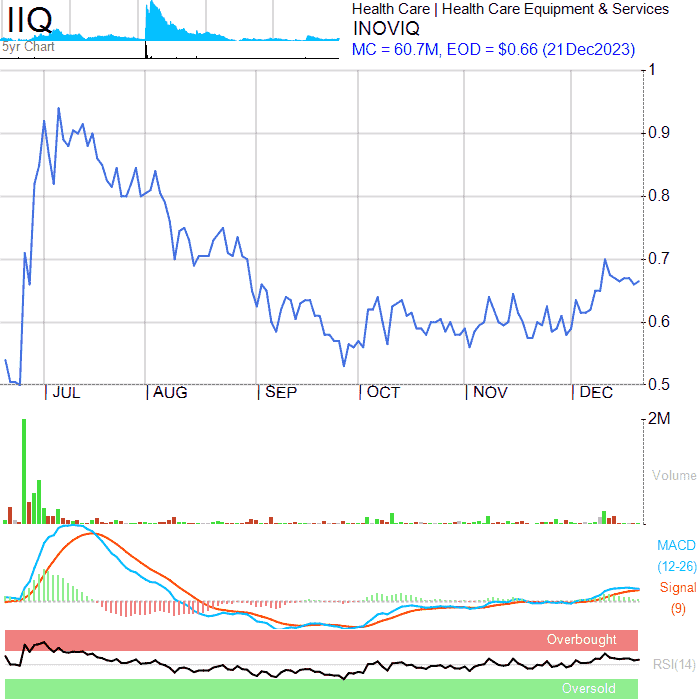 IIQ
5yr Chart
Health Care | Health Care Equipment & Services
INOVIQ
MC = 60.7M, EOD = $0.66 (21Dec2023)
1
0.9
0.8
0.7
0.6
0.5
JUL AUG SEP OCT NOV DEC
2M
Volume
MACD
(12-26)
Signal
(9)
Overbought
RSI(14)
Oversold